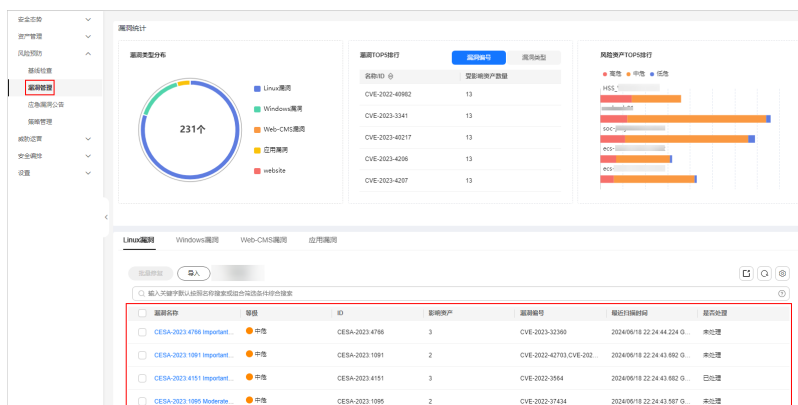 安全态势
资产管理
风险预防
基线检查
漏洞管理
应急漏洞公告
策略管理
威胁运营
安全编排
设置
漏洞统计
漏洞类型分布
231个
Linux漏洞
Windows漏洞
Web-CMS漏洞
应用漏洞
website
漏洞TOP5排行
漏洞编号 漏洞类型
名称/ID 受影响资产数量
CVE-2022-40982 13
CVE-2023-3341 13
CVE-2023-40217 13
CVE-2023-4206 13
CVE-2023-4207 13
风险资产TOP5排行
高危 中危 低危
HSS_
soc-
ecs-
ecs-
Linux漏洞 Windows漏洞 Web-CMS漏洞 应用漏洞
批量修复 导入
输入关键字默认按照名称搜索或组合筛选条件综合搜索
漏洞名称 等级 ID 影响资产 漏洞编号 最近扫描时间 是否处理
CESA-2023:4766 Important... 中危 CESA-2023:4766 3 CVE-2023-32360 2024/06/18 22:24:44.224 G... 未处理
CESA-2023:1091 Important... 中危 CESA-2023:1091 2 CVE-2022-42703,CVE-202... 2024/06/18 22:24:43.692 G... 未处理
CESA-2023:4151 Important... 中危 CESA-2023:4151 3 CVE-2022-3564 2024/06/18 22:24:43.682 G... 已处理
CESA-2023:1095 Moderate... 中危 CESA-2023:1095 2 CVE-2022-37434 2024/06/18 22:24:43.587 G... 未处理